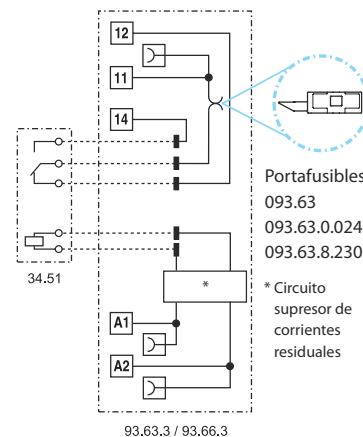 12
11
14
34.51
*
A1
A2
93.63.3 / 93.66.3
Portafusibles
093.63
093.63.0.024
093.63.8.230
* Circuito
supresor de
corrientes
residuales